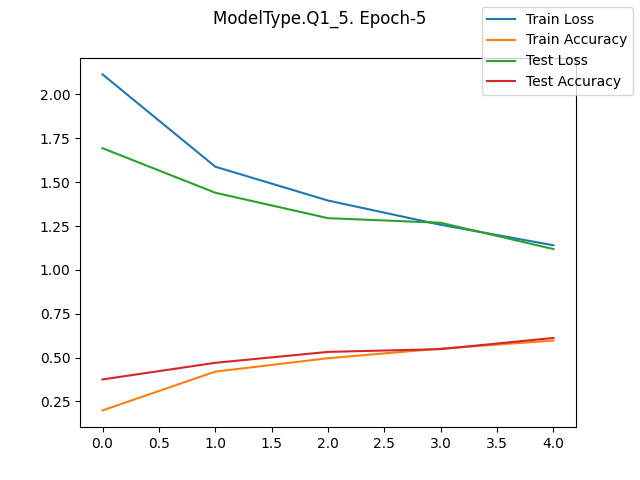 ModelType.Q1_5. Epoch-5
Train Loss
Train Accuracy
Test Loss
Test Accuracy
2.00
1.75
1.50
1.25
1.00
0.75
0.50
0.25
0.0 0.5 1.0 1.5 2.0 2.5 3.0 3.5 4.0